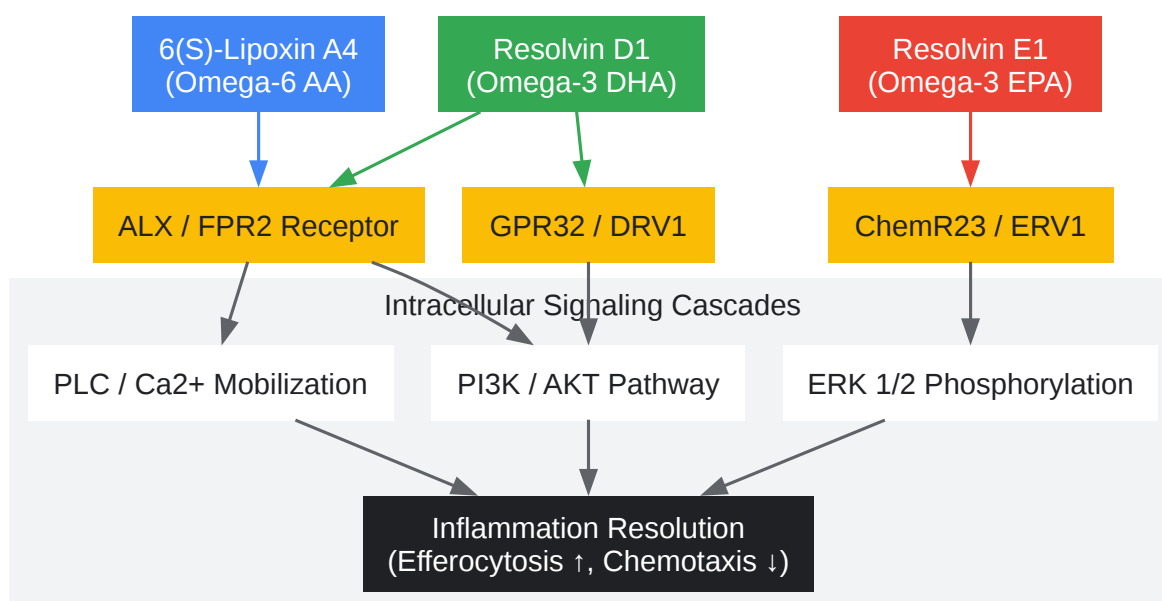 6(S)-Lipoxin A4
(Omega-6 AA)
Resolvin D1
(Omega-3 DHA)
Resolvin E1
(Omega-3 EPA)
ALX / FPR2 Receptor
GPR32 / DRV1
ChemR23 / ERV1
Intracellular Signaling Cascades
PLC / Ca2+ Mobilization
PI3K / AKT Pathway
ERK 1/2 Phosphorylation
Inflammation Resolution
(Efferocytosis ↑, Chemotaxis ↓)